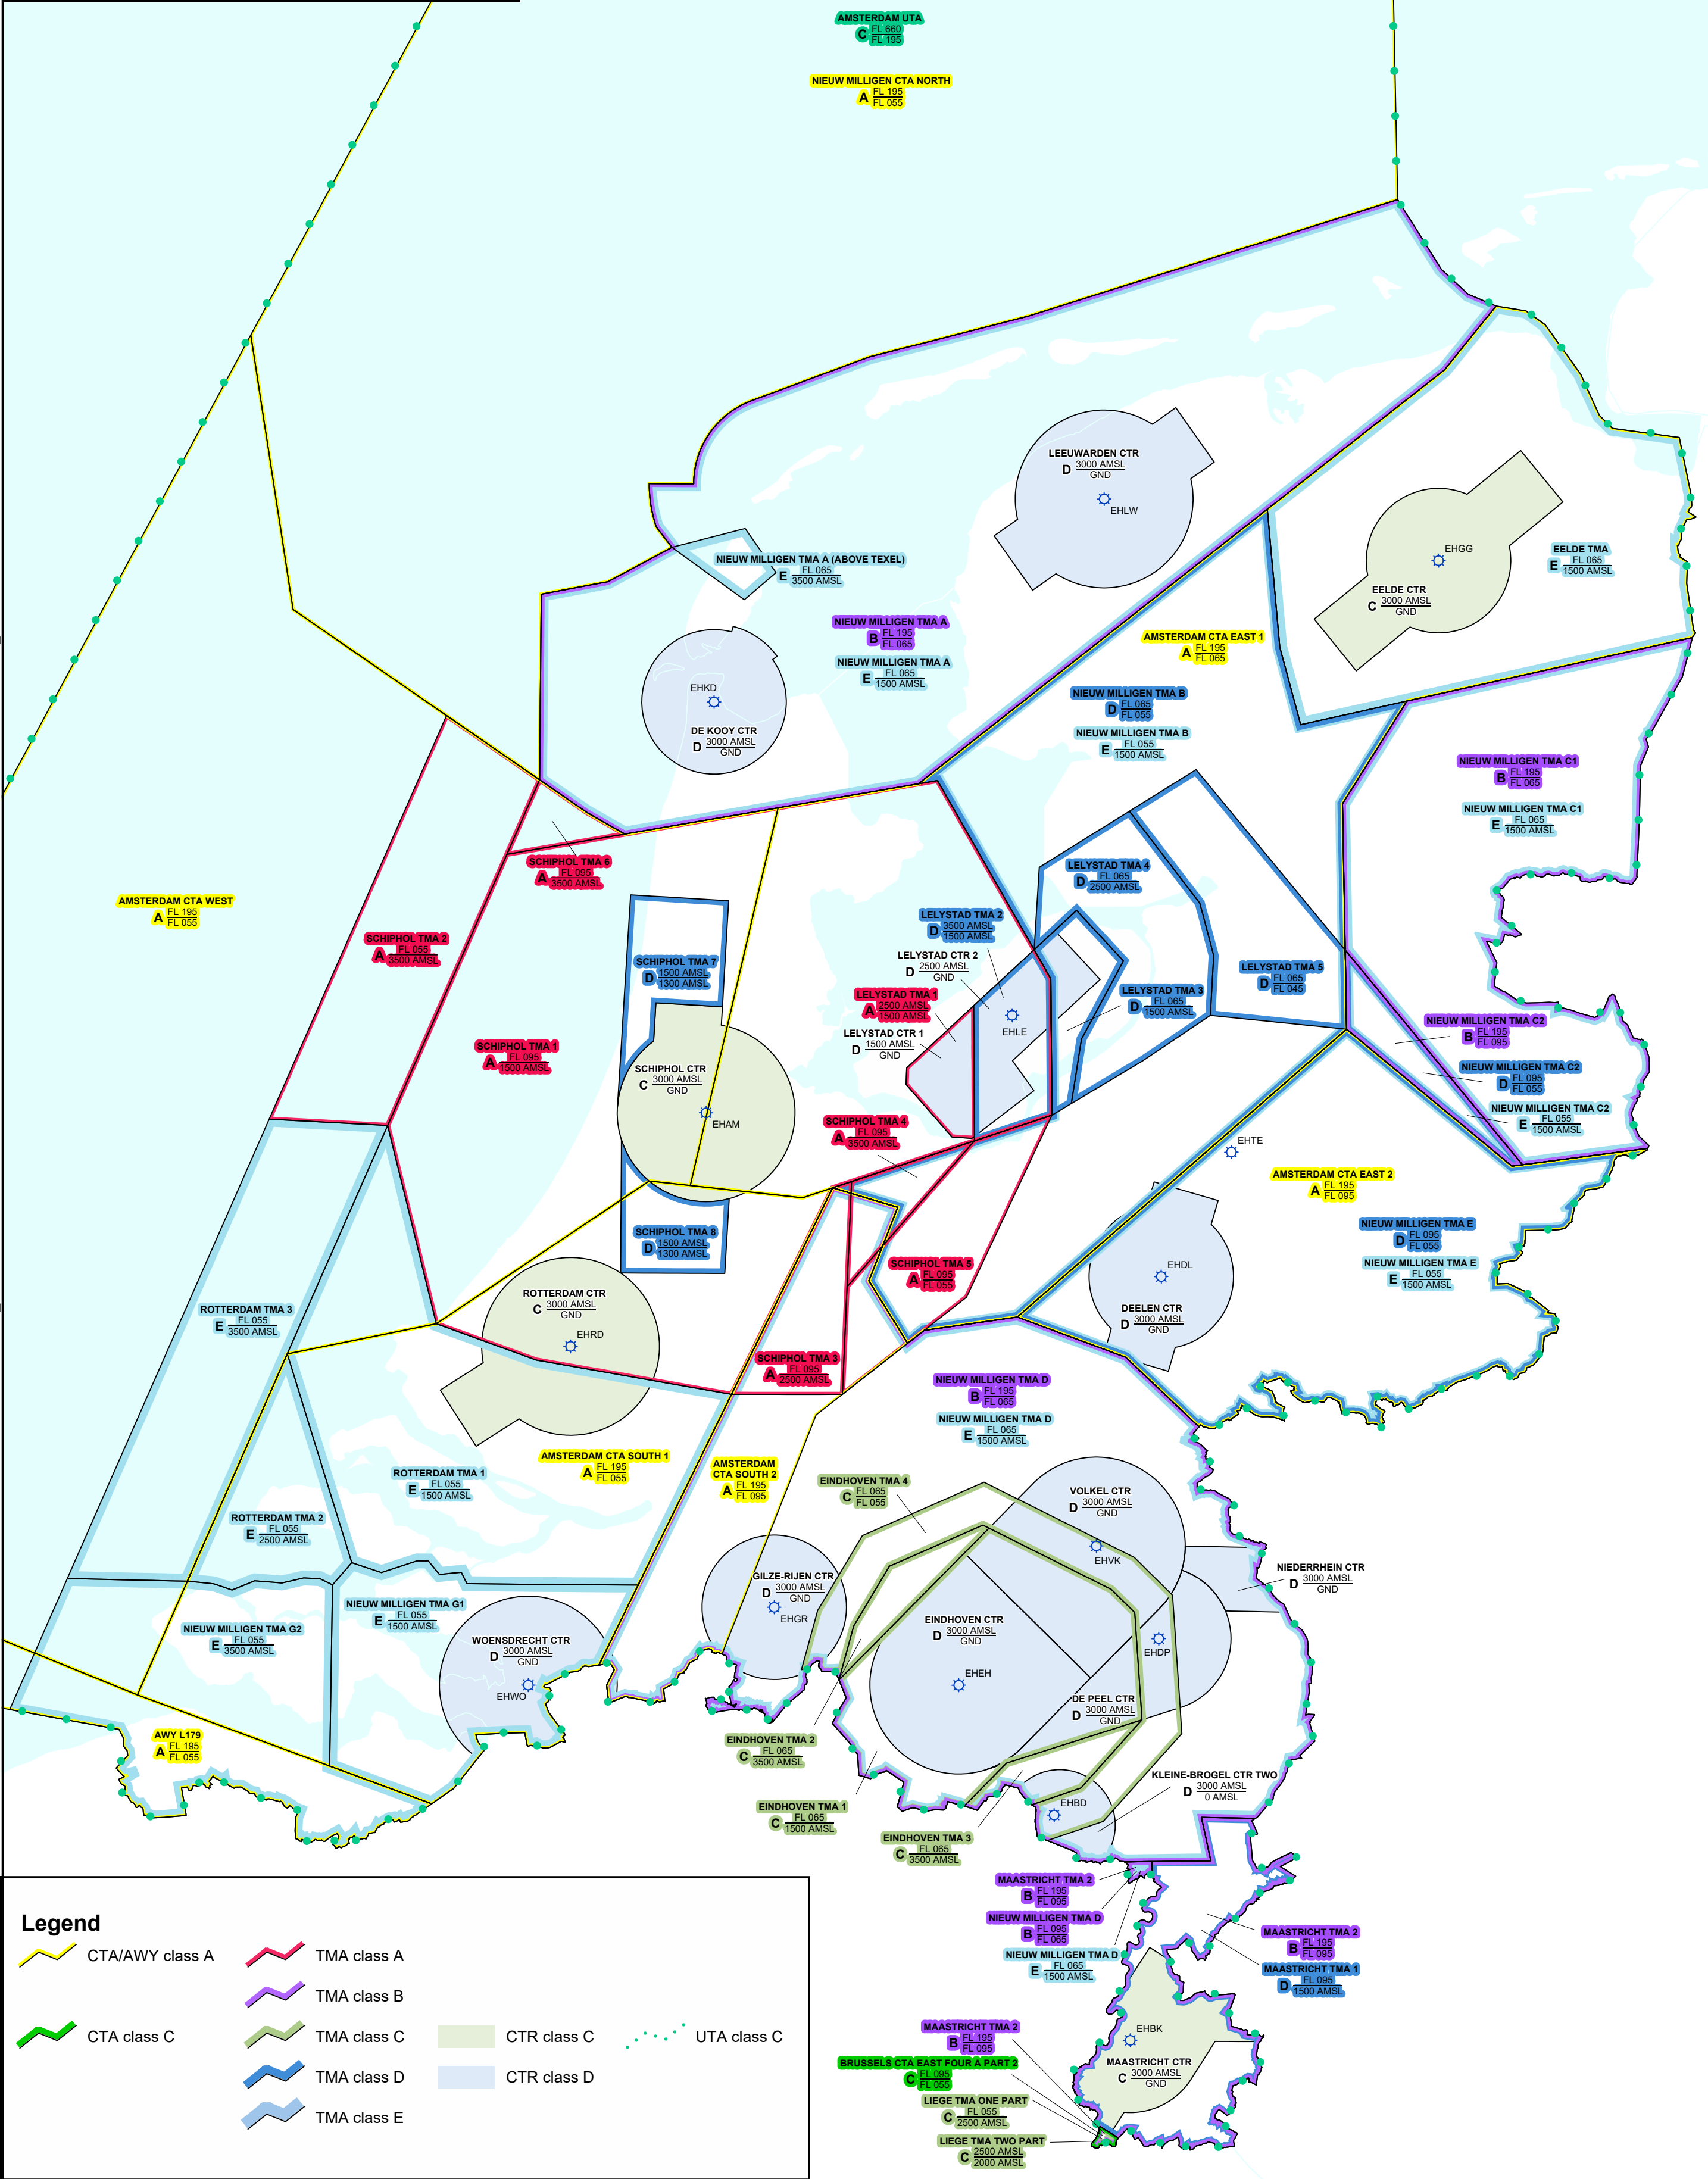 AMSTERDAM UTA
C FL 660
FL 195
NIEUW MILLIGEN CTA NORTH
A FL 195
FL 055
LEEUWARDEN CTR
D 3000 AMSL
GND
EHLW
EHGG
EELDE TMA
E FL 065
1500 AMSL
EELDE CTR
C 3000 AMSL
GND
NIEUW MILLIGEN TMA A (ABOVE TEXEL)
E FL 065
3500 AMSL
NIEUW MILLIGEN TMA A
B FL 195
FL 065
NIEUW MILLIGEN TMA A
E FL 065
1500 AMSL
AMSTERDAM CTA EAST 1
A FL 195
FL 065
EHKD
DE KOOY CTR
D 3000 AMSL
GND
NIEUW MILLIGEN TMA B
D FL 065
FL 055
NIEUW MILLIGEN TMA B
E FL 055
1500 AMSL
NIEUW MILLIGEN TMA C1
B FL 195
FL 065
NIEUW MILLIGEN TMA C1
E FL 065
1500 AMSL
SCHIPHOL TMA 6
A FL 095
3500 AMSL
LELYSTAD TMA 4
D FL 065
2500 AMSL
AMSTERDAM CTA WEST
A FL 195
FL 055
SCHIPHOL TMA 2
A FL 055
3500 AMSL
LELYSTAD TMA 2
D 3500 AMSL
1500 AMSL
LELYSTAD CTR 2
D 2500 AMSL
GND
SCHIPHOL TMA 7
D 1500 AMSL
1300 AMSL
LELYSTAD TMA 5
D FL 065
FL 045
LELYSTAD TMA 1
A 2500 AMSL
1500 AMSL
LELYSTAD TMA 3
D FL 065
1500 AMSL
EHLE
LELYSTAD CTR 1
D 1500 AMSL
GND
NIEUW MILLIGEN TMA C2
B FL 195
FL 095
SCHIPHOL TMA 1
A FL 095
1500 AMSL
SCHIPHOL CTR
C 3000 AMSL
GND
EHAM
NIEUW MILLIGEN TMA C2
D FL 095
FL 055
NIEUW MILLIGEN TMA C2
E FL 055
1500 AMSL
SCHIPHOL TMA 4
A FL 095
3500 AMSL
EHTE
AMSTERDAM CTA EAST 2
A FL 195
FL 095
SCHIPHOL TMA 8
D 1500 AMSL
1300 AMSL
NIEUW MILLIGEN TMA E
D FL 095
FL 055
NIEUW MILLIGEN TMA E
E FL 055
1500 AMSL
SCHIPHOL TMA 5
A FL 095
FL 055
EHDL
DEELEN CTR
D 3000 AMSL
GND
ROTTERDAM CTR
C 3000 AMSL
GND
EHRD
ROTTERDAM TMA 3
E FL 055
3500 AMSL
SCHIPHOL TMA 3
A FL 095
2500 AMSL
NIEUW MILLIGEN TMA D
B FL 195
FL 065
NIEUW MILLIGEN TMA D
E FL 065
1500 AMSL
AMSTERDAM CTA SOUTH 1
A FL 195
FL 055
AMSTERDAM
CTA SOUTH 2
A FL 195
FL 095
ROTTERDAM TMA 1
E FL 055
1500 AMSL
EINDHOVEN TMA 4
C FL 065
FL 055
VOLKEL CTR
D 3000 AMSL
GND
EHVK
ROTTERDAM TMA 2
E FL 055
2500 AMSL
NIEDERRHEIN CTR
D 3000 AMSL
GND
GILZE-RIJEN CTR
D 3000 AMSL
GND
EHGR
NIEUW MILLIGEN TMA G1
E FL 055
1500 AMSL
NIEUW MILLIGEN TMA G2
E FL 055
3500 AMSL
EINDHOVEN CTR
D 3000 AMSL
GND
EHEH
EHDP
WOENSDRECHT CTR
D 3000 AMSL
GND
EHWO
DE PEEL CTR
D 3000 AMSL
GND
AWY L179
A FL 195
FL 055
EINDHOVEN TMA 2
C FL 065
3500 AMSL
KLEINE-BROGEL CTR TWO
D 3000 AMSL
0 AMSL
EHBD
EINDHOVEN TMA 1
C FL 065
1500 AMSL
EINDHOVEN TMA 3
C FL 065
3500 AMSL
MAASTRICHT TMA 2
B FL 195
FL 095
NIEUW MILLIGEN TMA D
B FL 095
FL 065
NIEUW MILLIGEN TMA D
E FL 065
1500 AMSL
MAASTRICHT TMA 2
B FL 195
FL 095
MAASTRICHT TMA 1
D FL 095
1500 AMSL
MAASTRICHT TMA 2
B FL 195
FL 095
EHBK
MAASTRICHT CTR
C 3000 AMSL
GND
BRUSSELS CTA EAST FOUR A PART 2
C FL 095
FL 055
LIEGE TMA ONE PART
C FL 055
2500 AMSL
LIEGE TMA TWO PART
C 2500 AMSL
2000 AMSL
Legend
CTA/AWY class A
TMA class A
TMA class B
CTA class C
TMA class C
CTR class C
UTA class C
TMA class D
CTR class D
TMA class E